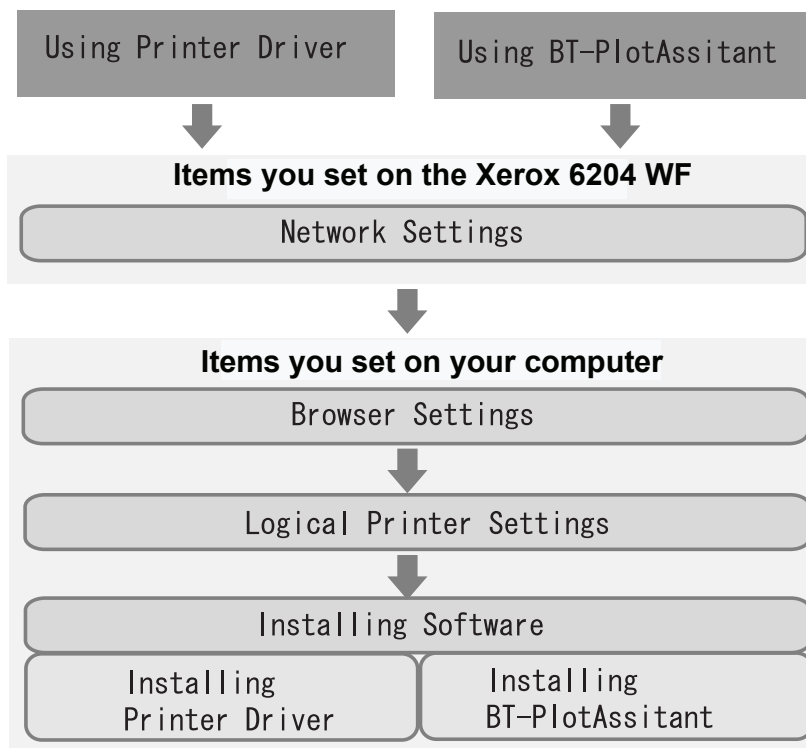 Using Printer Driver
Using BT-PlotAssitant
Items you set on the Xerox 6204 WF
Network Settings
Items you set on your computer
Browser Settings
Logical Printer Settings
Installing Software
Installing
Printer Driver
Installing
BT-PlotAssitant